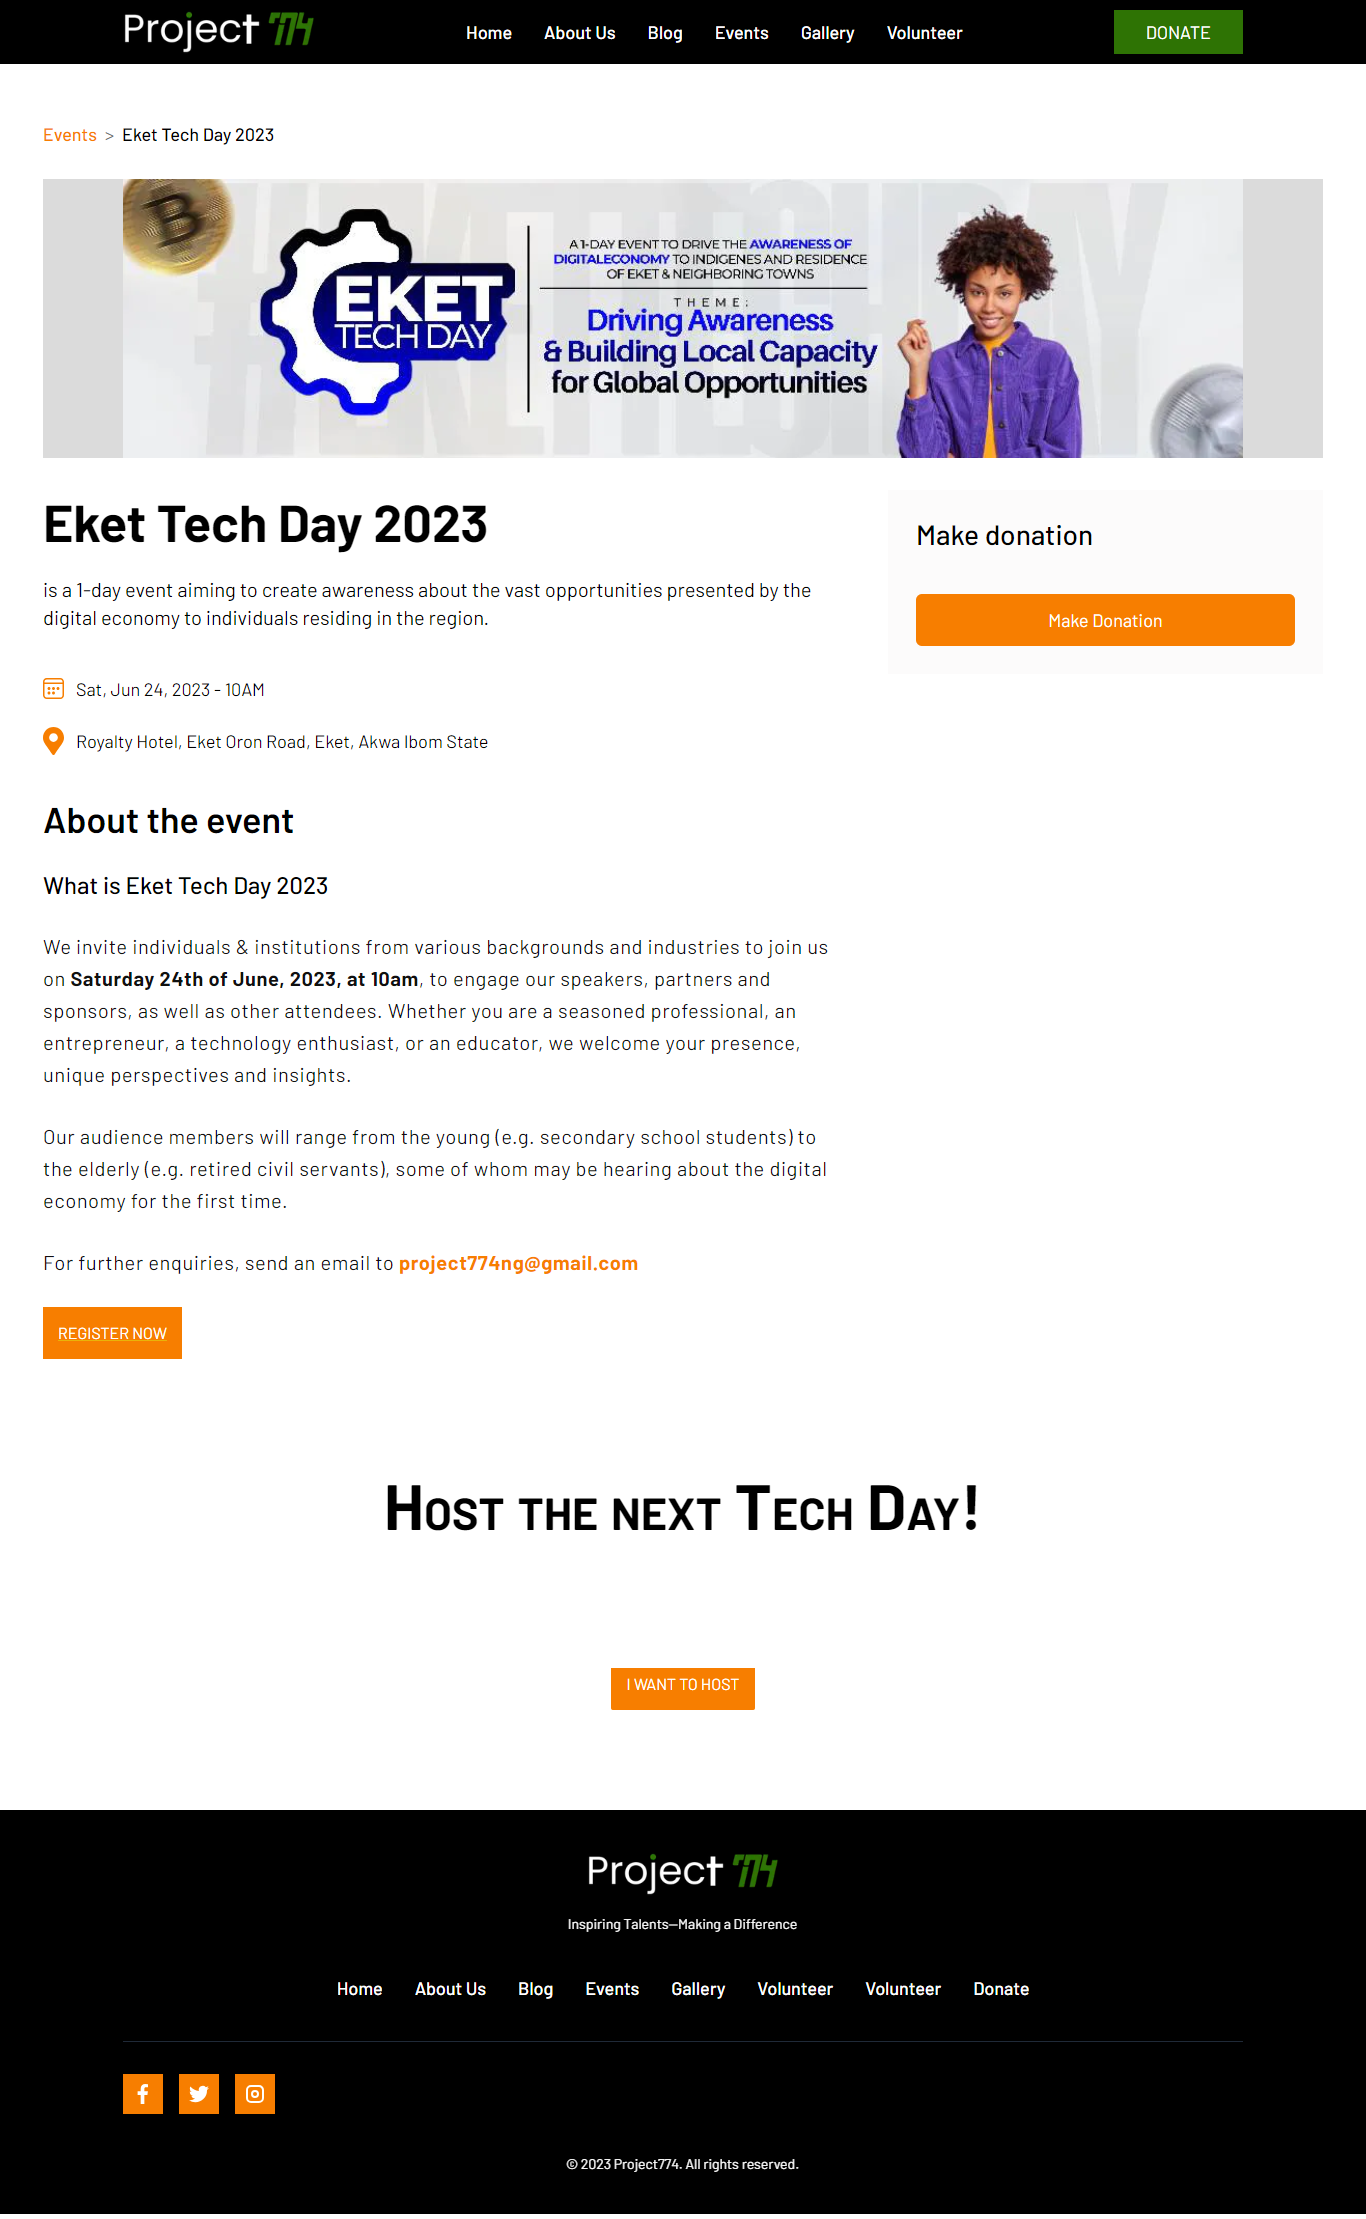 Project 774
Home About Us Blog Events Gallery Volunteer
DONATE
Events > Eket Tech Day 2023
EKET
TECH DAY
A 1-DAY EVENT TO DRIVE THE AWARENESS OF
DIGITALECONOMY TO INDIGENES AND RESIDENCE
OF EKET & NEIGHBORING TOWNS
THEME:
Driving Awareness
& Building Local Capacity
for Global Opportunities
Eket Tech Day 2023
is a 1-day event aiming to create awareness about the vast opportunities presented by the
digital economy to individuals residing in the region.
Sat, Jun 24, 2023 - 10AM
Royalty Hotel, Eket Oron Road, Eket, Akwa Ibom State
Make donation
Make Donation
About the event
What is Eket Tech Day 2023
We invite individuals & institutions from various backgrounds and industries to join us
on Saturday 24th of June, 2023, at 10am, to engage our speakers, partners and
sponsors, as well as other attendees. Whether you are a seasoned professional, an
entrepreneur, a technology enthusiast, or an educator, we welcome your presence,
unique perspectives and insights.
Our audience members will range from the young (e.g. secondary school students) to
the elderly (e.g. retired civil servants), some of whom may be hearing about the digital
economy for the first time.
For further enquiries, send an email to project774ng@gmail.com
REGISTER NOW
Host the next Tech Day!
I WANT TO HOST
Project 774
Inspiring Talents—Making a Difference
Home About Us Blog Events Gallery Volunteer Volunteer Donate
© 2023 Project774. All rights reserved.